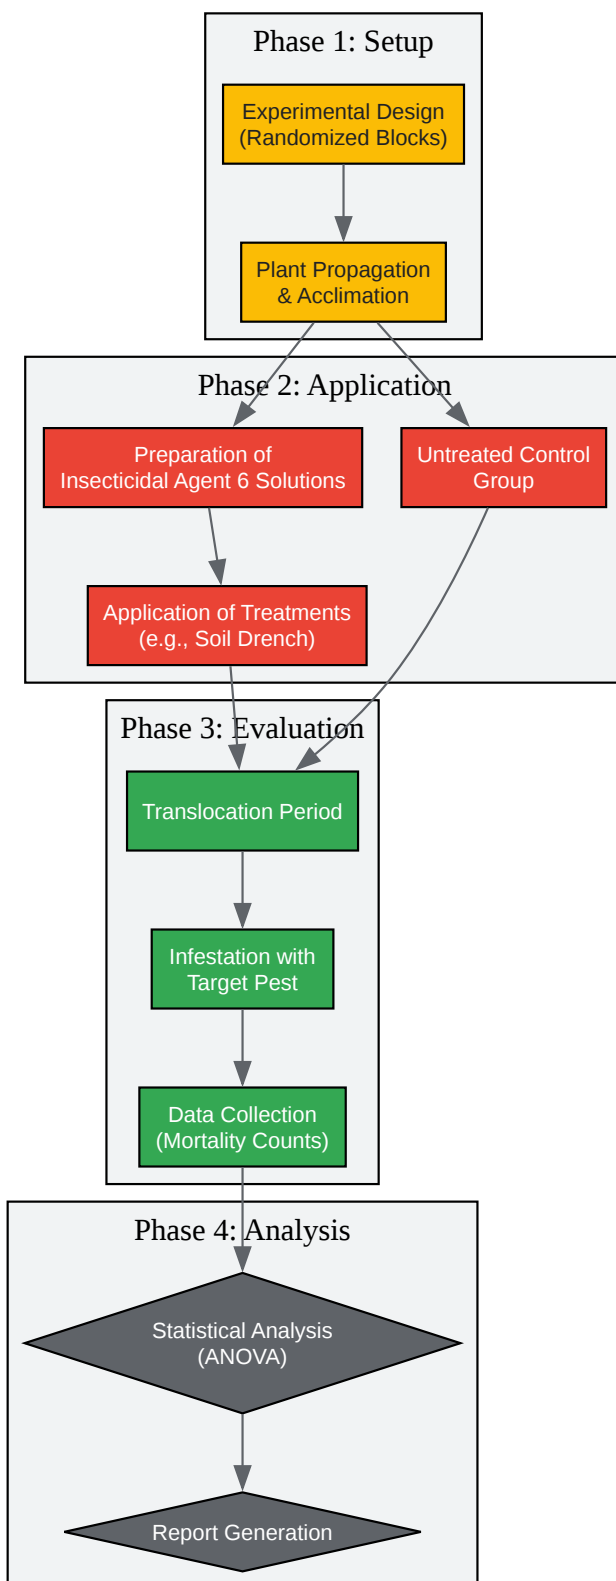 Phase 1: Setup
Experimental Design
(Randomized Blocks)
Plant Propagation
& Acclimation
Phase 2: Application
Preparation of
Insecticidal Agent 6 Solutions
Untreated Control
Group
Application of Treatments
(e.g., Soil Drench)
Phase 3: Evaluation
Translocation Period
Infestation with
Target Pest
Data Collection
(Mortality Counts)
Phase 4: Analysis
Statistical Analysis
(ANOVA)
Report Generation